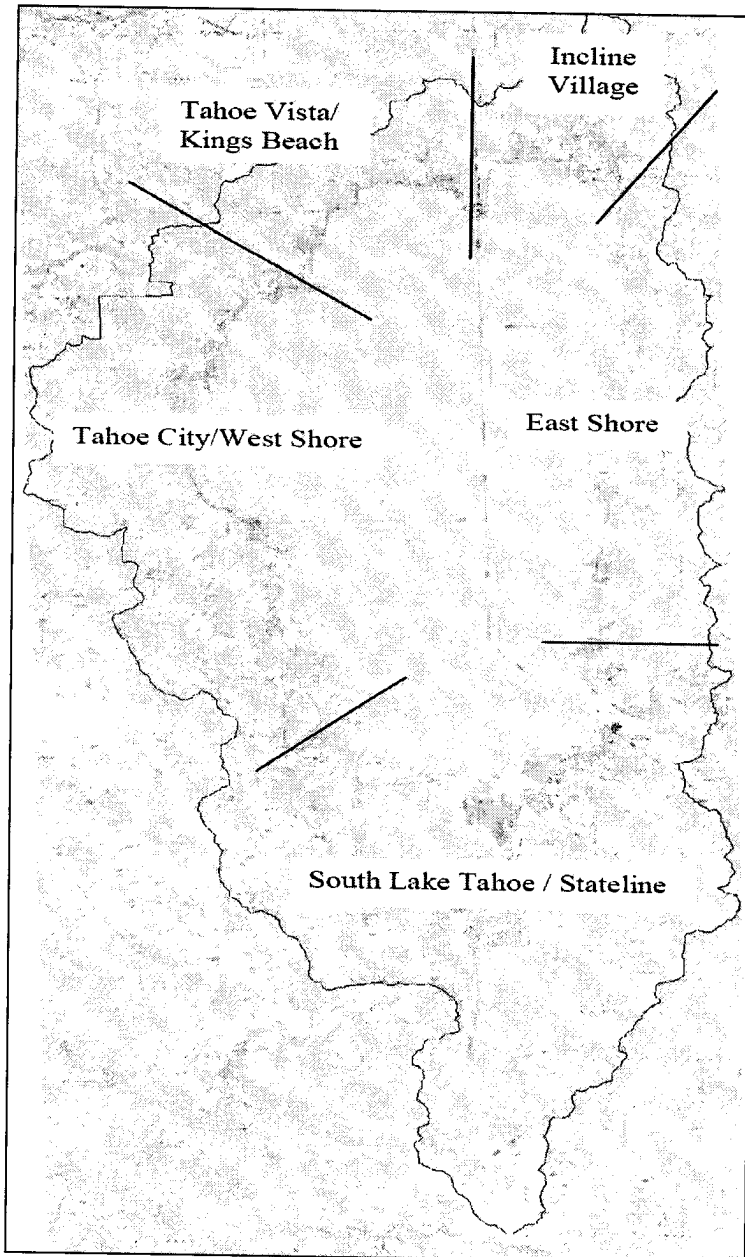 Incline
Village
Tahoe Vista/
Kings Beach
Tahoe City/West Shore
East Shore
South Lake Tahoe / Stateline